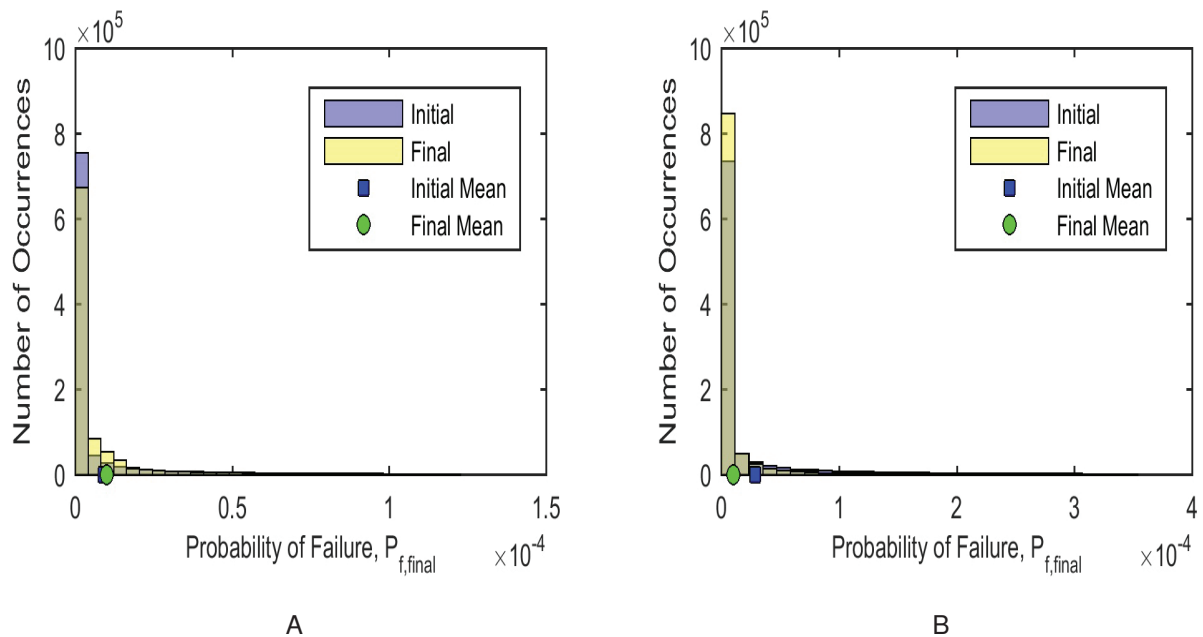 ×10^5
10
8
6
4
2
0
Number of Occurrences
Initial
Final
Initial Mean
Final Mean
0 0.5 1 1.5
Probability of Failure, P_f,final ×10^-4
A
×10^5
10
8
6
4
2
0
Number of Occurrences
Initial
Final
Initial Mean
Final Mean
0 1 2 3 4
Probability of Failure, P_f,final ×10^-4
B